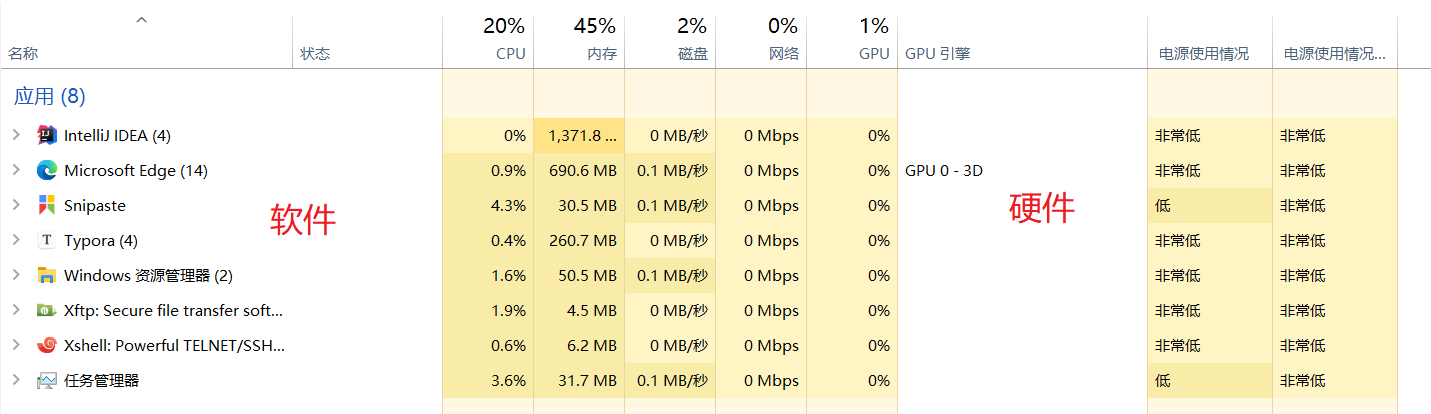 20% 45% 2% 0% 1%
名称 状态 CPU 内存 磁盘 网络 GPU GPU 引擎 电源使用情况 电源使用情况...
应用 (8)
IntelliJ IDEA (4) 0% 1,371.8 ... 0 MB/秒 0 Mbps 0% 非常低 非常低
Microsoft Edge (14) 0.9% 690.6 MB 0.1 MB/秒 0 Mbps 0% GPU 0 - 3D 非常低 非常低
Snipaste 4.3% 30.5 MB 0.1 MB/秒 0 Mbps 0% 低 非常低
软件 硬件
Typora (4) 0.4% 260.7 MB 0 MB/秒 0 Mbps 0% 非常低 非常低
Windows 资源管理器 (2) 1.6% 50.5 MB 0.1 MB/秒 0 Mbps 0% 非常低 非常低
Xftp: Secure file transfer soft... 1.9% 4.5 MB 0 MB/秒 0 Mbps 0% 非常低 非常低
Xshell: Powerful TELNET/SSH... 0.6% 6.2 MB 0 MB/秒 0 Mbps 0% 非常低 非常低
任务管理器 3.6% 31.7 MB 0.1 MB/秒 0 Mbps 0% 低 非常低